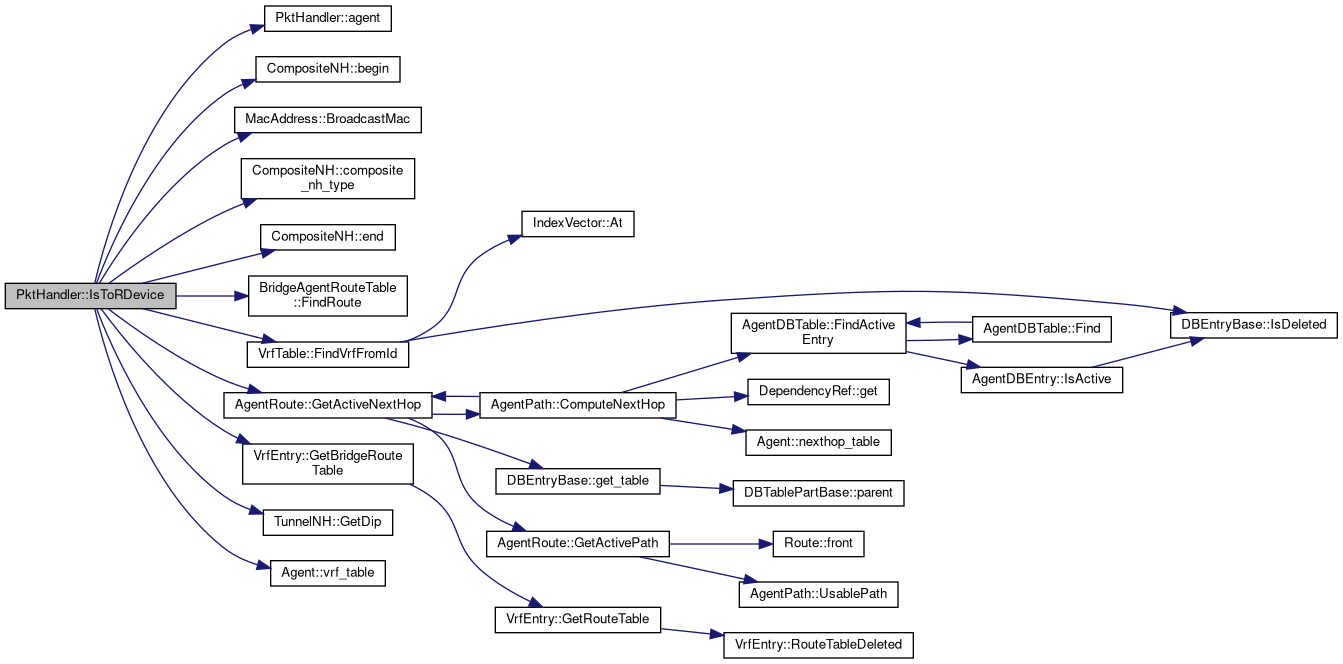 PktHandler::agent
CompositeNH::begin
MacAddress::BroadcastMac
CompositeNH::composite
_nh_type
CompositeNH::end
PktHandler::IsToRDevice
BridgeAgentRouteTable
::FindRoute
VrfTable::FindVrfFromId
AgentRoute::GetActiveNextHop
VrfEntry::GetBridgeRoute
Table
TunnelNH::GetDip
Agent::vrf_table
IndexVector::At
AgentPath::ComputeNextHop
DBEntryBase::get_table
AgentRoute::GetActivePath
VrfEntry::GetRouteTable
AgentDBTable::FindActive
Entry
DependencyRef::get
Agent::nexthop_table
DBTablePartBase::parent
Route::front
AgentPath::UsablePath
VrfEntry::RouteTableDeleted
AgentDBTable::Find
AgentDBEntry::IsActive
DBEntryBase::IsDeleted